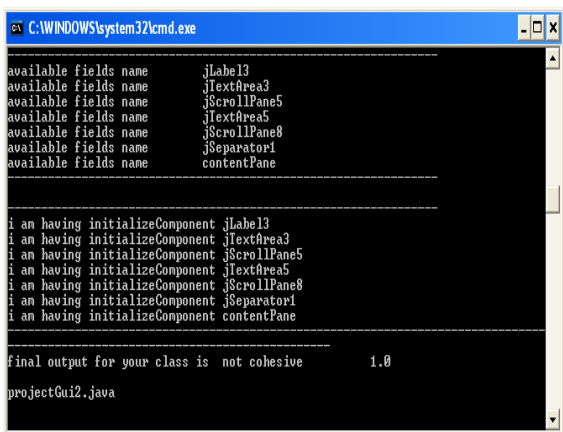 C:\WINDOWS\system32\cmd.exe
available fields name jLabel3
available fields name jTextArea3
available fields name jScrollPane5
available fields name jTextArea5
available fields name jScrollPane8
available fields name jSeparator1
available fields name contentPane
i am having initializeComponent jLabel3
i am having initializeComponent jTextArea3
i am having initializeComponent jScrollPane5
i am having initializeComponent jTextArea5
i am having initializeComponent jScrollPane8
i am having initializeComponent jSeparator1
i am having initializeComponent contentPane
final output for your class is not cohesive 1.0
projectGui2.java